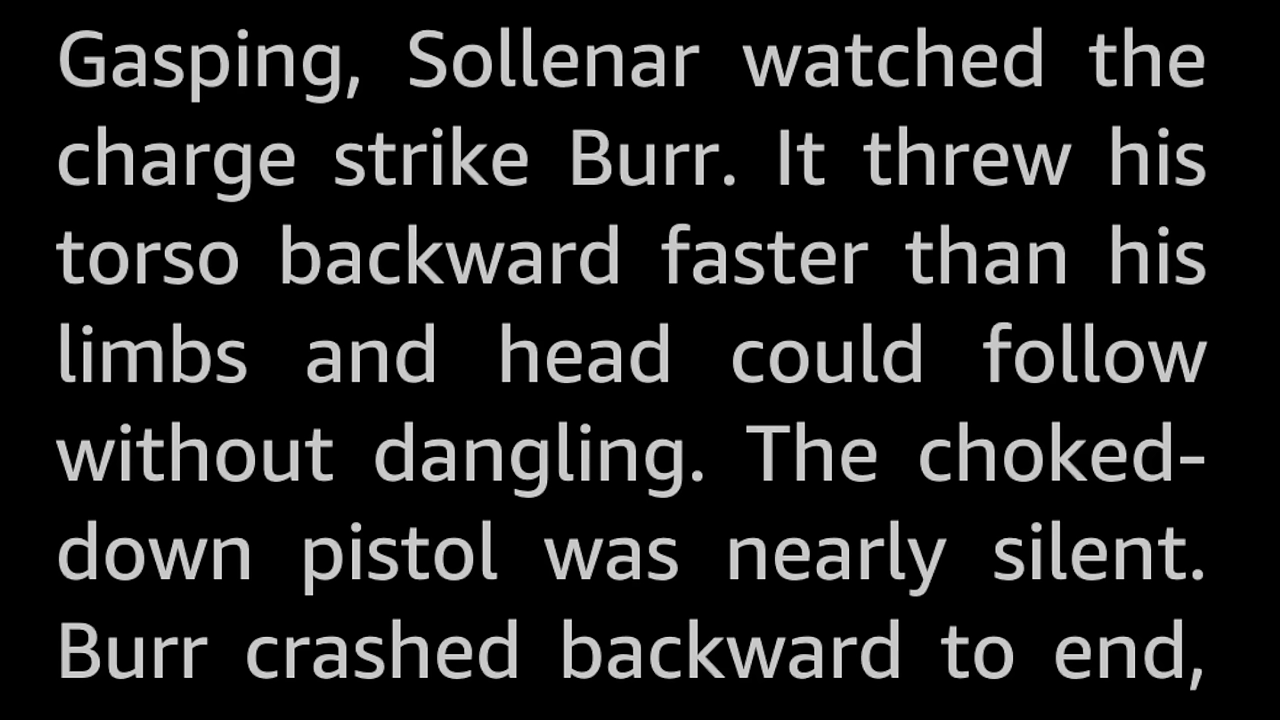 Gasping, Sollenar watched the
charge strike Burr. It threw his
torso backward faster than his
limbs and head could follow
without dangling. The choked-
down pistol was nearly silent.
Burr crashed backward to end,